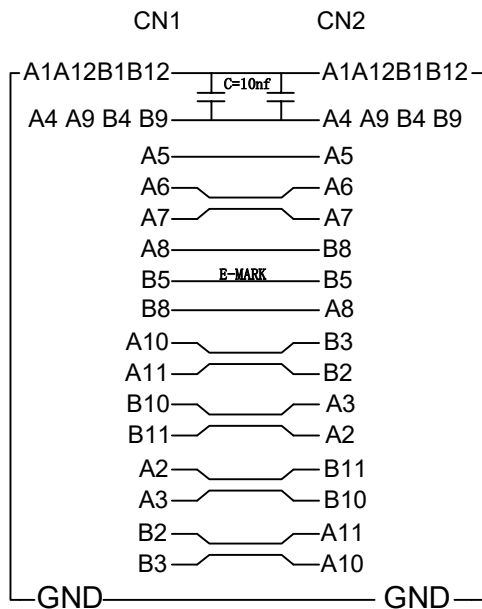 CN1 CN2
A1A12B1B12 C=10nf A1A12B1B12
A4 A9 B4 B9 A4 A9 B4 B9
A5 A5
A6 A6
A7 A7
A8 B8
B5 E-MARK B5
B8 A8
A10 B3
A11 B2
B10 A3
B11 A2
A2 B11
A3 B10
B2 A11
B3 A10
GND GND